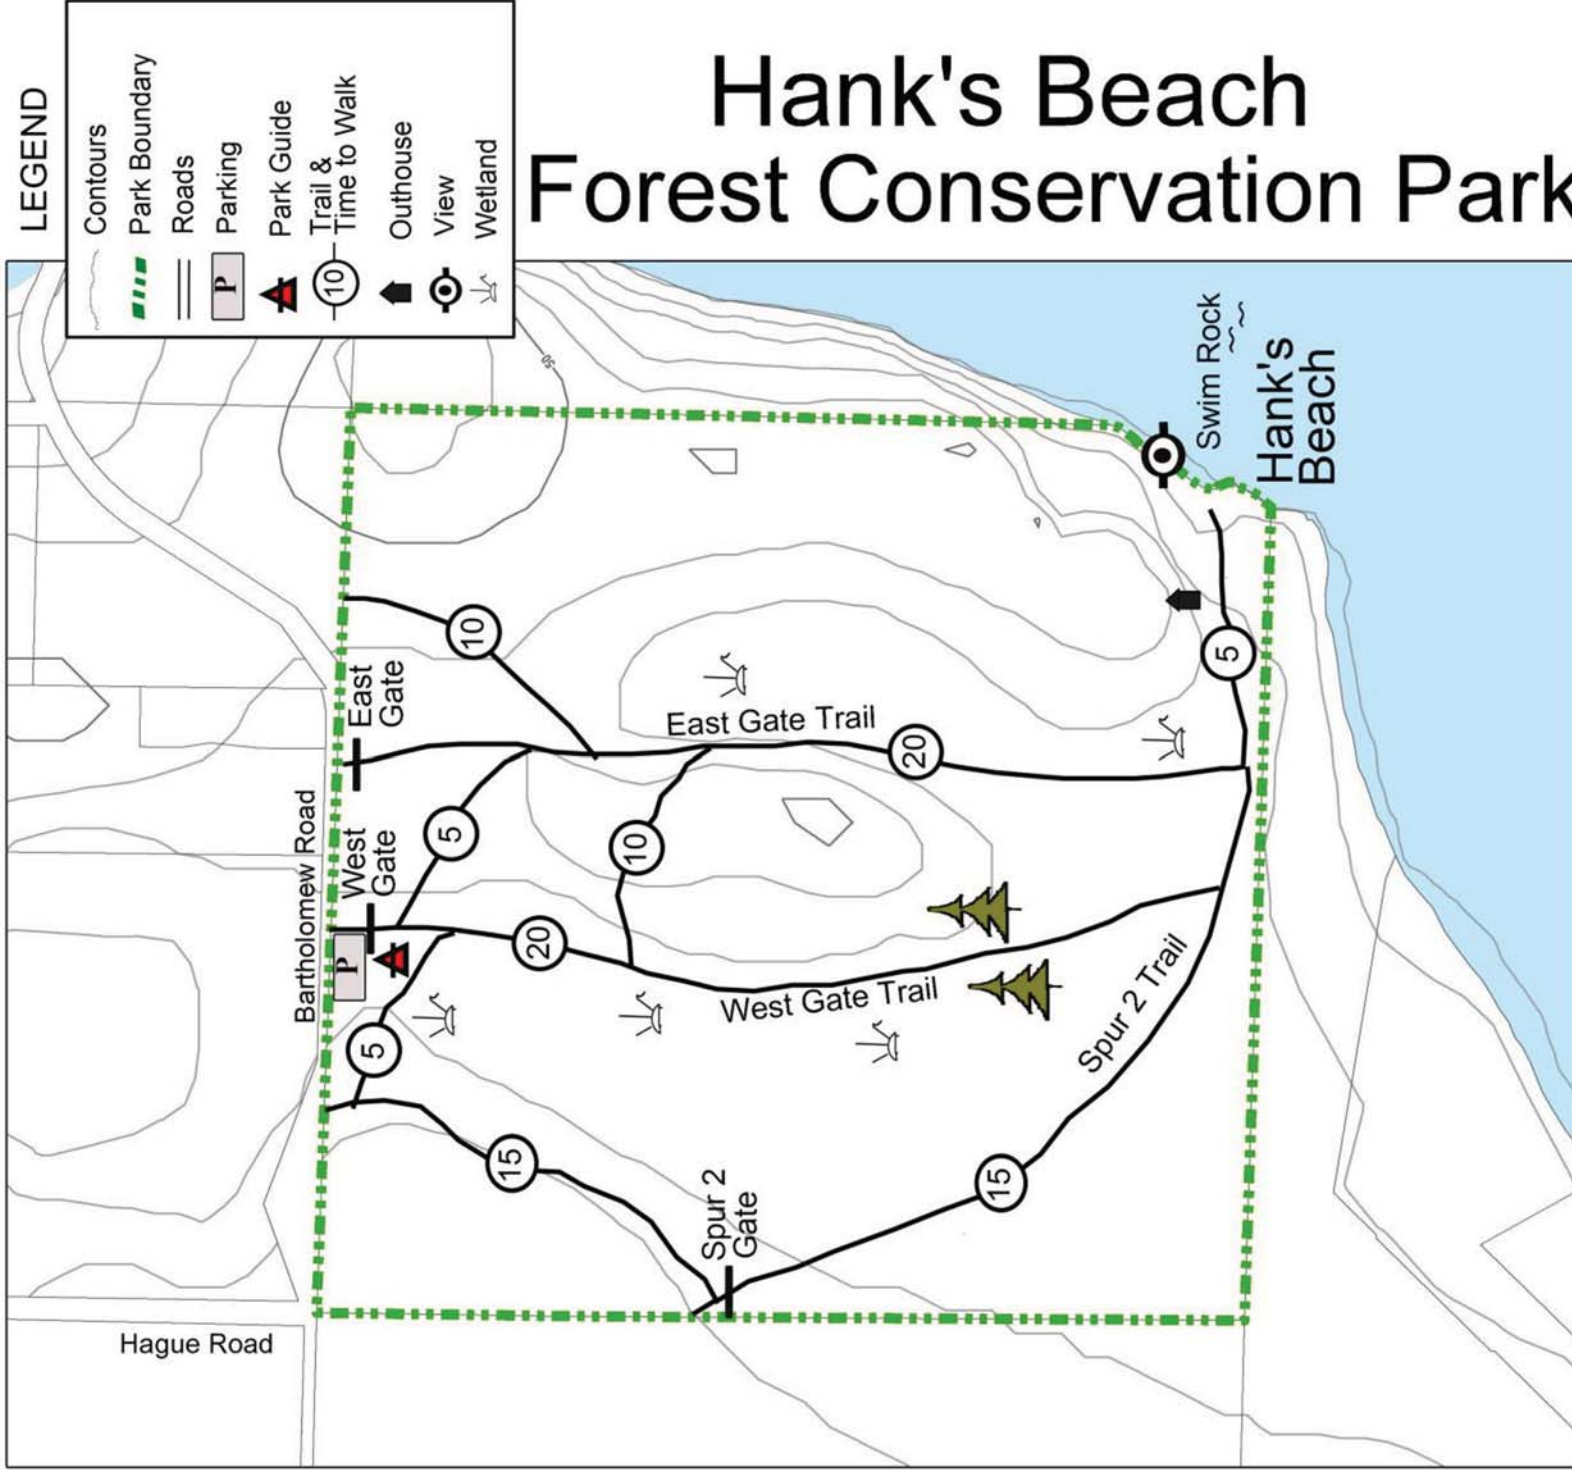 LEGEND
Contours
Park Boundary
Roads
P
Parking
Park Guide
10
Trail &
Time to Walk
Outhouse
View
Wetland
Hank's Beach
Forest Conservation Park
50
Swim Rock
Hank's
Beach
10
East
Gate
East Gate Trail
20
5
Bartholomew Road
West
Gate
5
10
P
20
West Gate Trail
5
Spur 2 Trail
15
15
Spur 2
Gate
Hague Road